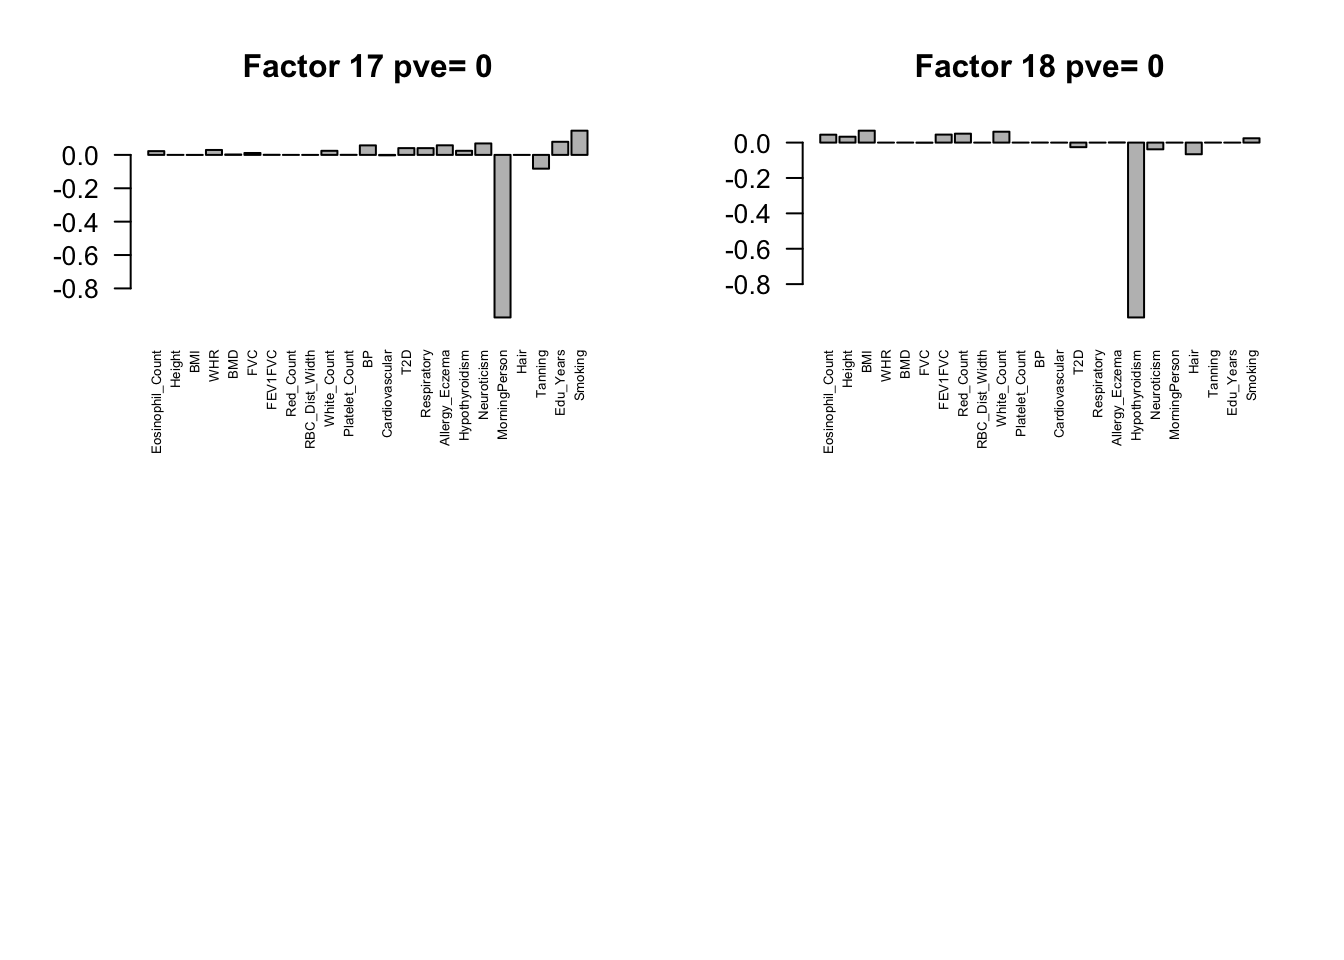 Factor 17 pve= 0
0.0
-0.2
-0.4
-0.6
-0.8
Eosinophil_Count
Height
BMI
WHR
BMD
FVC
FEV1FVC
Red_Count
RBC_Dist_Width
White_Count
Platelet_Count
BP
Cardiovascular
T2D
Respiratory
Allergy_Eczema
Hypothyroidism
Neuroticism
MorningPerson
Hair
Tanning
Edu_Years
Smoking
Factor 18 pve= 0
0.0
-0.2
-0.4
-0.6
-0.8
Eosinophil_Count
Height
BMI
WHR
BMD
FVC
FEV1FVC
Red_Count
RBC_Dist_Width
White_Count
Platelet_Count
BP
Cardiovascular
T2D
Respiratory
Allergy_Eczema
Hypothyroidism
Neuroticism
MorningPerson
Hair
Tanning
Edu_Years
Smoking